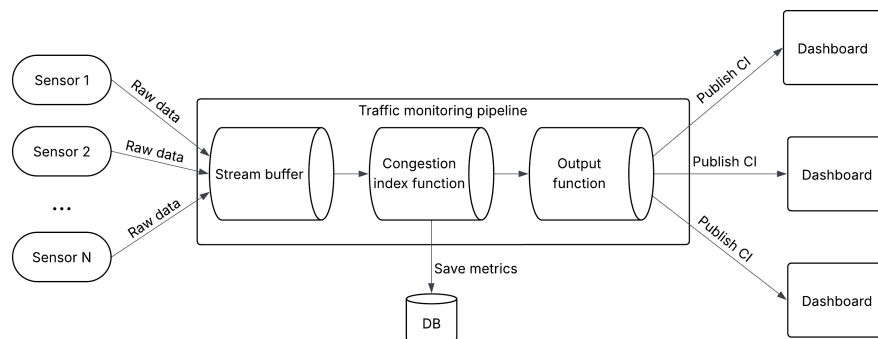 Sensor 1
Sensor 2
...
Sensor N
Raw data
Raw data
Raw data
Traffic monitoring pipeline
Stream buffer
Congestion
index function
Output
function
Save metrics
DB
Publish CI
Publish CI
Publish CI
Dashboard
Dashboard
Dashboard